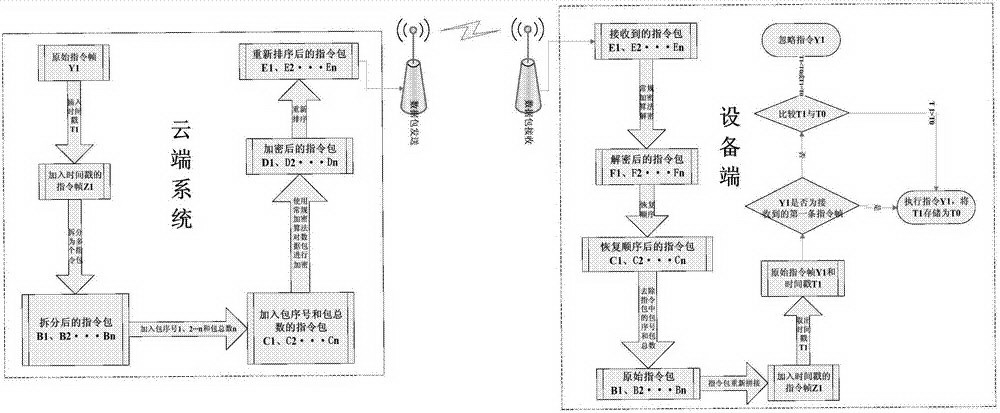 原始指令帧
Y1
插入
时间
戳
T1
加入时间戳的
指令帧Z1
拆分
为多
个指
令包
拆分后的指令包
B1、B2···Bn
加入包序号1、2···n和包总数n
加入包序号和包总
数的指令包
C1、C2···Cn
使用
常规
加密
算法
对数
据包
进行
加密
加密后的指令包
D1、D2···Dn
重新
排序
重新排序后的指令包
E1、E2···En
云端系统
数据包发送
数据包接收
接收到的指令包
E1、E2···En
常规
加密
算法
解密
解密后的指令包
F1、F2···Fn
恢复
顺序
恢复顺序后的指令包
C1、C2···Cn
去除
指令
包中
的包
序号
和包
总数
原始指令包
B1、B2···Bn
指令包重新拼接
加入时间戳的
指令帧Z1
取出
时间
戳
T1
原始指令帧Y1和
时间戳T1
Y1是否为接
收到的第一条指令帧
是
否
比较T1与T0
T1>T0
忽略指令Y1
执行指令Y1，将
T1存储为T0
设备端